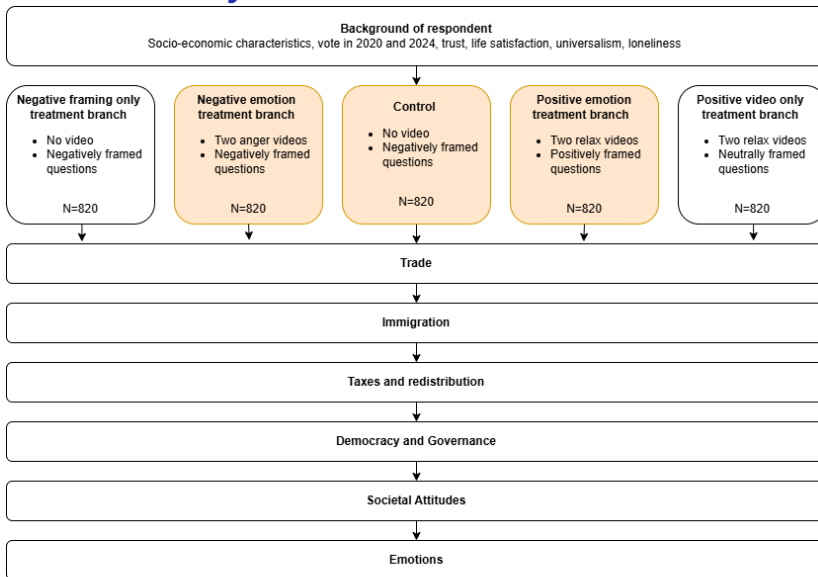 Background of respondent
Socio-economic characteristics, vote in 2020 and 2024, trust, life satisfaction, universalism, loneliness
Negative framing only
treatment branch
• No video
• Negatively framed
questions
N=820
Negative emotion
treatment branch
• Two anger videos
• Negatively framed
questions
N=820
Control
• No video
• Negatively framed
questions
N=820
Positive emotion
treatment branch
• Two relax videos
• Positively framed
questions
N=820
Positive video only
treatment branch
• Two relax videos
• Neutrally framed
questions
N=820
Trade
Immigration
Taxes and redistribution
Democracy and Governance
Societal Attitudes
Emotions